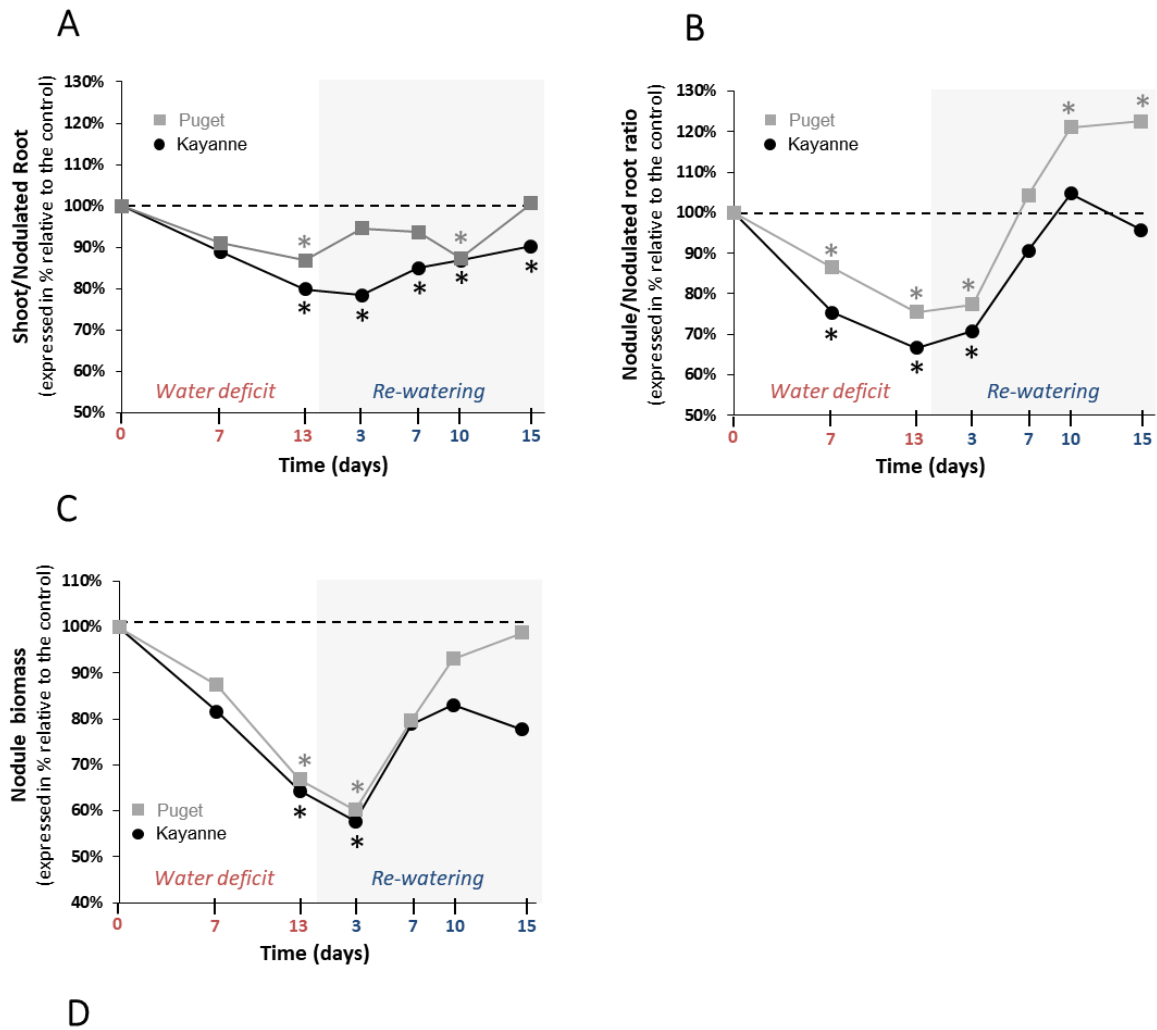 A
Shoot/Nodulated Root
(expressed in % relative to the control)
130%
120%
110%
100%
90%
80%
70%
60%
50%
Puget
Kayanne
*
*
*
*
*
*
*
Water deficit
Re-watering
0 7 13 3 7 10 15
Time (days)
B
Nodule/Nodulated root ratio
(expressed in % relative to the control)
130%
120%
110%
100%
90%
80%
70%
60%
50%
Puget
Kayanne
*
*
*
*
*
*
*
*
Water deficit
Re-watering
0 7 13 3 7 10 15
Time (days)
C
Nodule biomass
(expressed in % relative to the control)
110%
100%
90%
80%
70%
60%
50%
40%
*
*
*
*
Puget
Kayanne
Water deficit
Re-watering
0 7 13 3 7 10 15
Time (days)
D